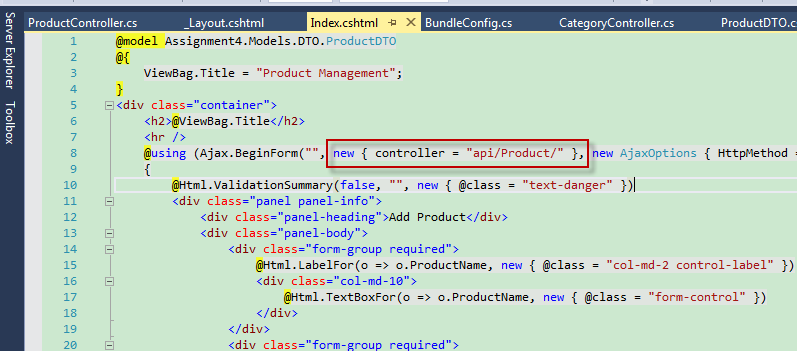 ProductController.cs _Layout.cshtml Index.cshtml BundleConfig.cs CategoryController.cs ProductDTO.cs
Server Explorer
Toolbox
1 @model Assignment4.Models.DTO.ProductDTO
2 @{
3 ViewBag.Title = "Product Management";
4 }
5 <div class="container">
6 <h2>@ViewBag.Title</h2>
7 <hr />
8 @using (Ajax.BeginForm("", new { controller = "api/Product/" }, new AjaxOptions { HttpMethod =
9 {
10 @Html.ValidationSummary(false, "", new { @class = "text-danger" })
11 <div class="panel panel-info">
12 <div class="panel-heading">Add Product</div>
13 <div class="panel-body">
14 <div class="form-group required">
15 @Html.LabelFor(o => o.ProductName, new { @class = "col-md-2 control-label" })
16 <div class="col-md-10">
17 @Html.TextBoxFor(o => o.ProductName, new { @class = "form-control" })
18 </div>
19 </div>
20 <div class="form-group required">